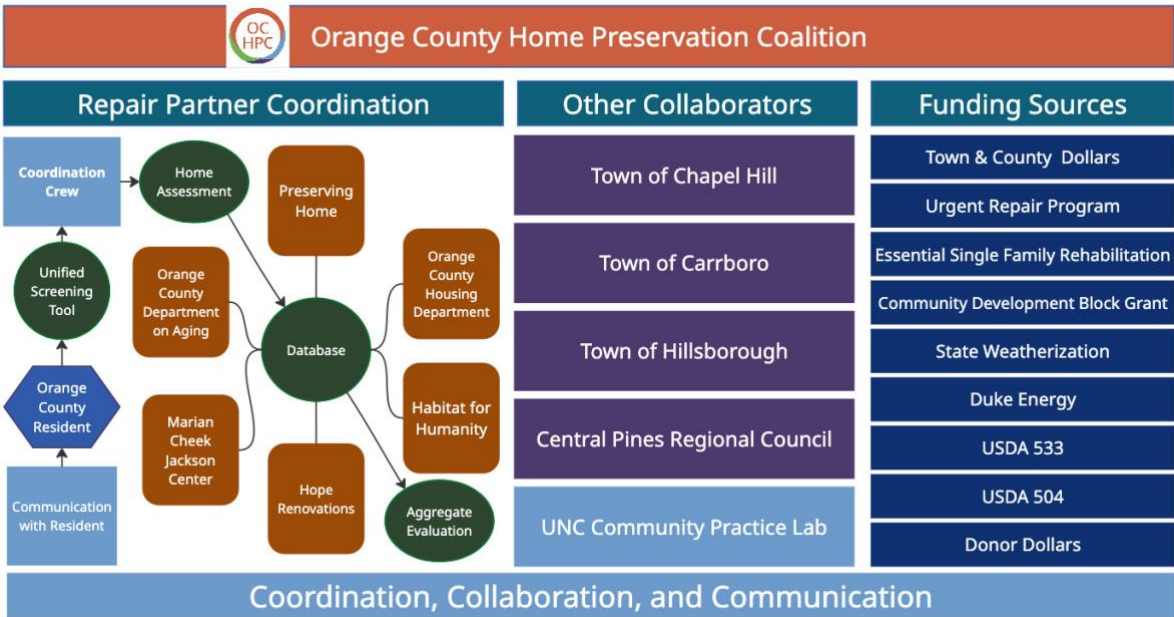 OC
HPC
Orange County Home Preservation Coalition
Repair Partner Coordination
Coordination
Crew
Home
Assessment
Preserving
Home
Unified
Screening
Tool
Orange
County
Department
on Aging
Database
Orange
County
Housing
Department
Orange
County
Resident
Marian
Cheek
Jackson
Center
Habitat for
Humanity
Communication
with Resident
Hope
Renovations
Aggregate
Evaluation
Other Collaborators
Town of Chapel Hill
Town of Carrboro
Town of Hillsborough
Central Pines Regional Council
UNC Community Practice Lab
Funding Sources
Town & County Dollars
Urgent Repair Program
Essential Single Family Rehabilitation
Community Development Block Grant
State Weatherization
Duke Energy
USDA 533
USDA 504
Donor Dollars
Coordination, Collaboration, and Communication